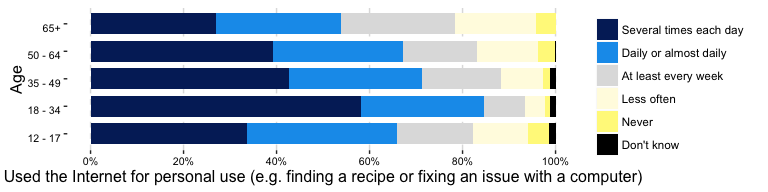 Age
65+
50 - 64
35 - 49
18 - 34
12 - 17
0% 20% 40% 60% 80% 100%
Used the Internet for personal use (e.g. finding a recipe or fixing an issue with a computer)
Several times each day
Daily or almost daily
At least every week
Less often
Never
Don't know